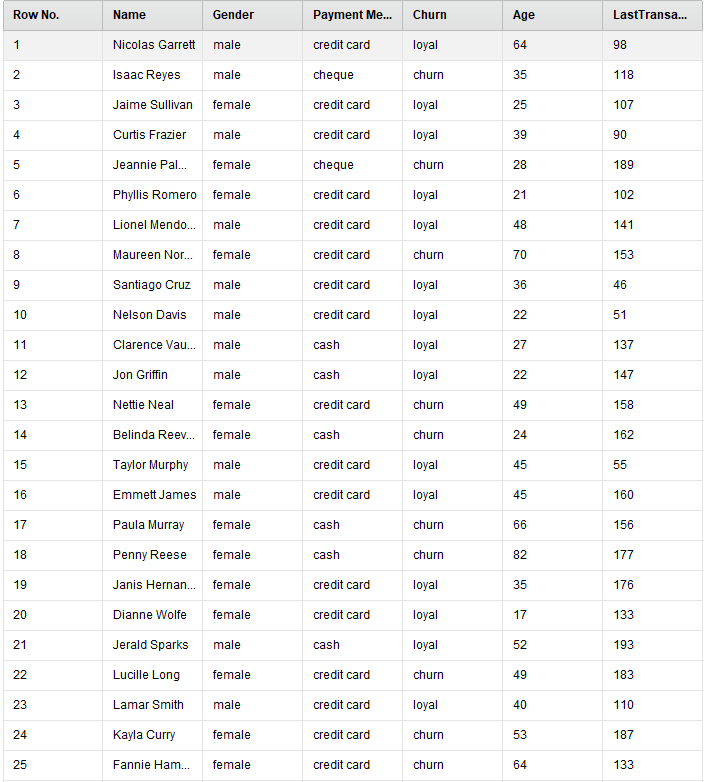 Row No. Name Gender Payment Me... Churn Age LastTransa...
1 Nicolas Garrett male credit card loyal 64 98
2 Isaac Reyes male cheque churn 35 118
3 Jaime Sullivan female credit card loyal 25 107
4 Curtis Frazier male credit card loyal 39 90
5 Jeannie Pal... female cheque churn 28 189
6 Phyllis Romero female credit card loyal 21 102
7 Lionel Mendo... male credit card loyal 48 141
8 Maureen Nor... female credit card churn 70 153
9 Santiago Cruz male credit card loyal 36 46
10 Nelson Davis male credit card loyal 22 51
11 Clarence Vau... male cash loyal 27 137
12 Jon Griffin male cash loyal 22 147
13 Nettie Neal female credit card churn 49 158
14 Belinda Reev... female cash churn 24 162
15 Taylor Murphy male credit card loyal 45 55
16 Emmett James male credit card loyal 45 160
17 Paula Murray female cash churn 66 156
18 Penny Reese female cash churn 82 177
19 Janis Hernan... female credit card loyal 35 176
20 Dianne Wolfe female credit card loyal 17 133
21 Jerald Sparks male cash loyal 52 193
22 Lucille Long female credit card churn 49 183
23 Lamar Smith male credit card loyal 40 110
24 Kayla Curry female credit card churn 53 187
25 Fannie Ham... female credit card churn 64 133